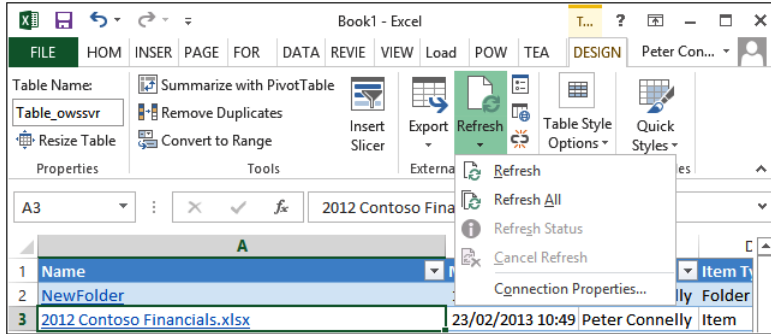 Book1 - Excel T... ?
FILE HOM INSER PAGE FOR DATA REVIE VIEW Load POW TEA DESIGN Peter Con...
Table Name:
Table_owssvr
Resize Table
Properties
Summarize with PivotTable
Remove Duplicates
Convert to Range
Tools
Insert
Slicer
Export
Refresh
Externa
Table Style
Options
Quick
Styles
es
Refresh
Refresh All
Refresh Status
Cancel Refresh
Connection Properties...
A3 fx 2012 Contoso Fina
A
1 Name Item Ty
2 NewFolder lly Folder
3 2012 Contoso Financials.xlsx 23/02/2013 10:49 Peter Connelly Item